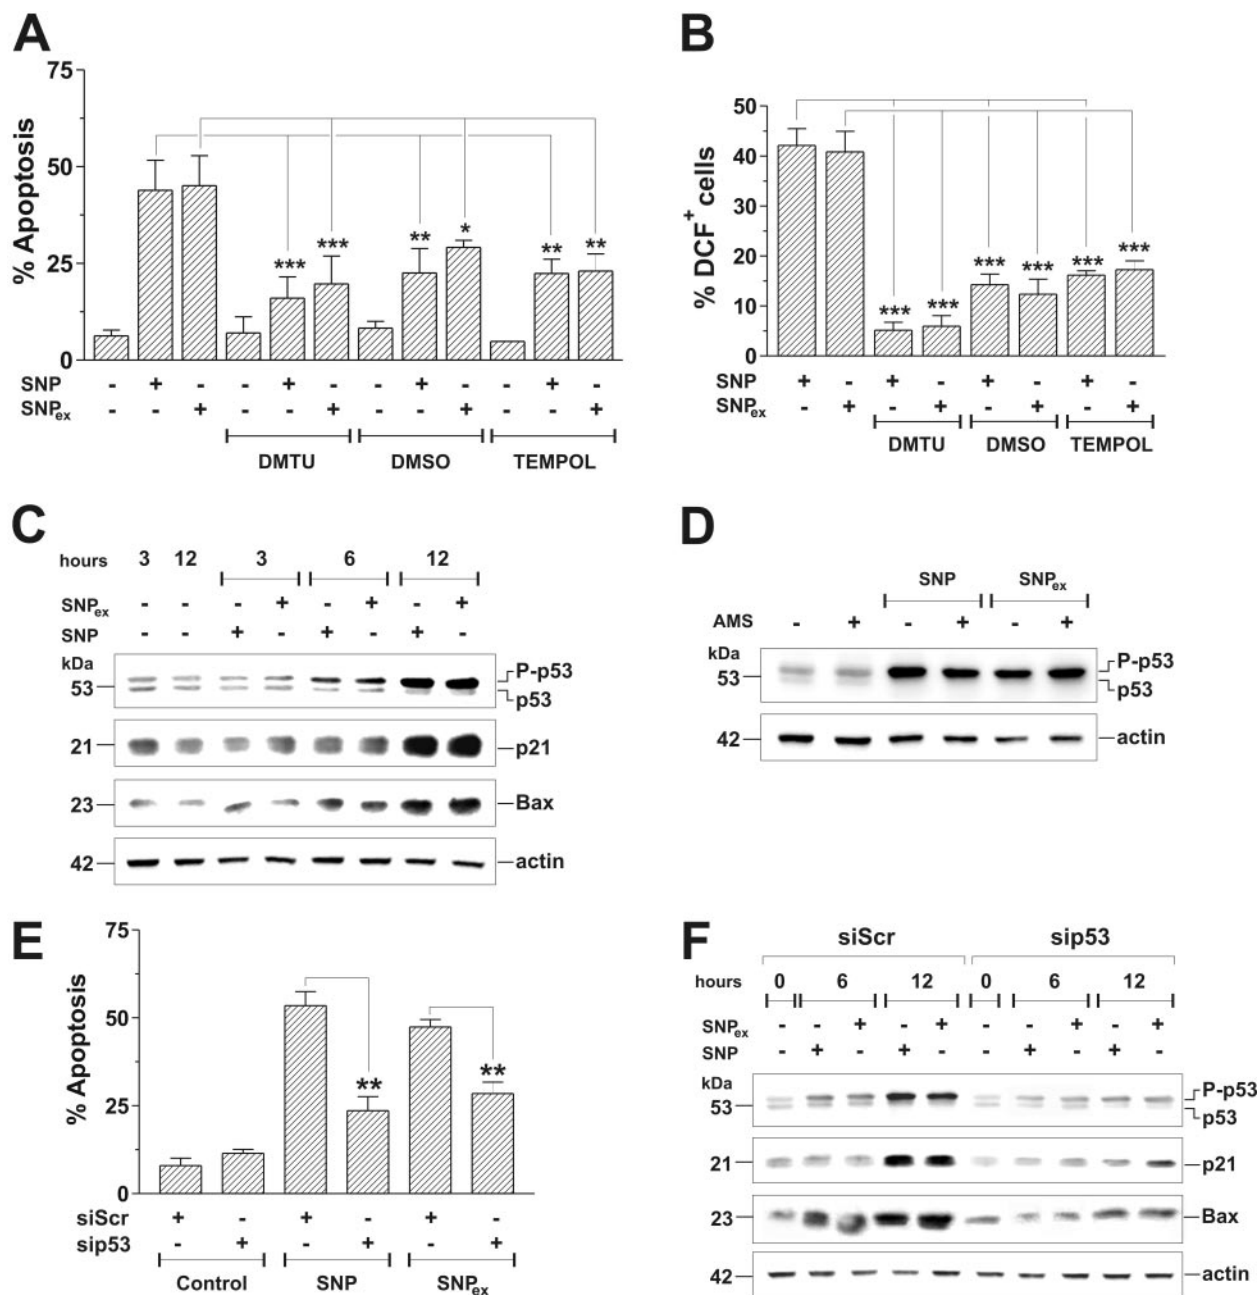 A
75
50
25
0
% Apoptosis
*** *** ** * ** **
SNP - + - - + - - + - - + -
SNPex - - + - - + - - + - - +
DMTU DMSO TEMPOL
B
50
40
30
20
10
0
% DCF+ cells
*** *** *** *** *** ***
SNP + - + - + - + -
SNPex - + - + - + - +
DMTU DMSO TEMPOL
C
hours 3 12 3 6 12
SNPex - - - + - + - +
SNP - - + - + - + -
kDa
53 P-p53
p53
21 p21
23 Bax
42 actin
D
SNP SNPex
AMS - + - + - +
kDa
53 P-p53
p53
42 actin
E
75
50
25
0
% Apoptosis
** **
siScr + - + - + -
sip53 - + - + - +
Control SNP SNPex
F
siScr sip53
hours 0 6 12 0 6 12
SNPex - - + - + - - + - +
SNP - + - + - - + - + -
kDa
53 P-p53
p53
21 p21
23 Bax
42 actin